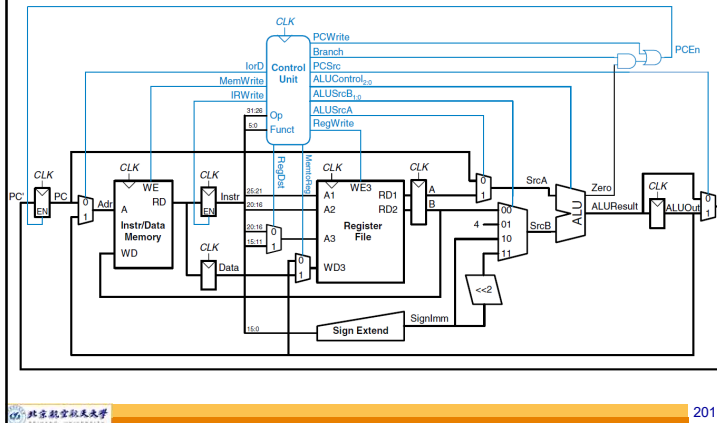 CLK
PCWrite
Branch
PCEn
IorD
Control
Unit
PCSrc
MemWrite
ALUControl2:0
IRWrite
ALUSrcB1:0
31:26
Op
ALUSrcA
5:0
Funct
RegWrite
RegDst
MemtoReg
CLK
CLK
CLK
CLK
CLK
WE
WE3
0
1
SrcA
Zero
CLK
PC'
PC
0
1
Adr
A
RD
Instr
25:21
A1
RD1
A
EN
EN
20:16
A2
RD2
B
00
ALU
ALUResult
ALUOut
0
1
Instr/Data
Memory
4
01
SrcB
20:16
0
A3
Register
File
10
15:11
1
CLK
11
WD
Data
0
1
WD3
<<2
SignImm
15:0
Sign Extend
北京航空航天大学
201